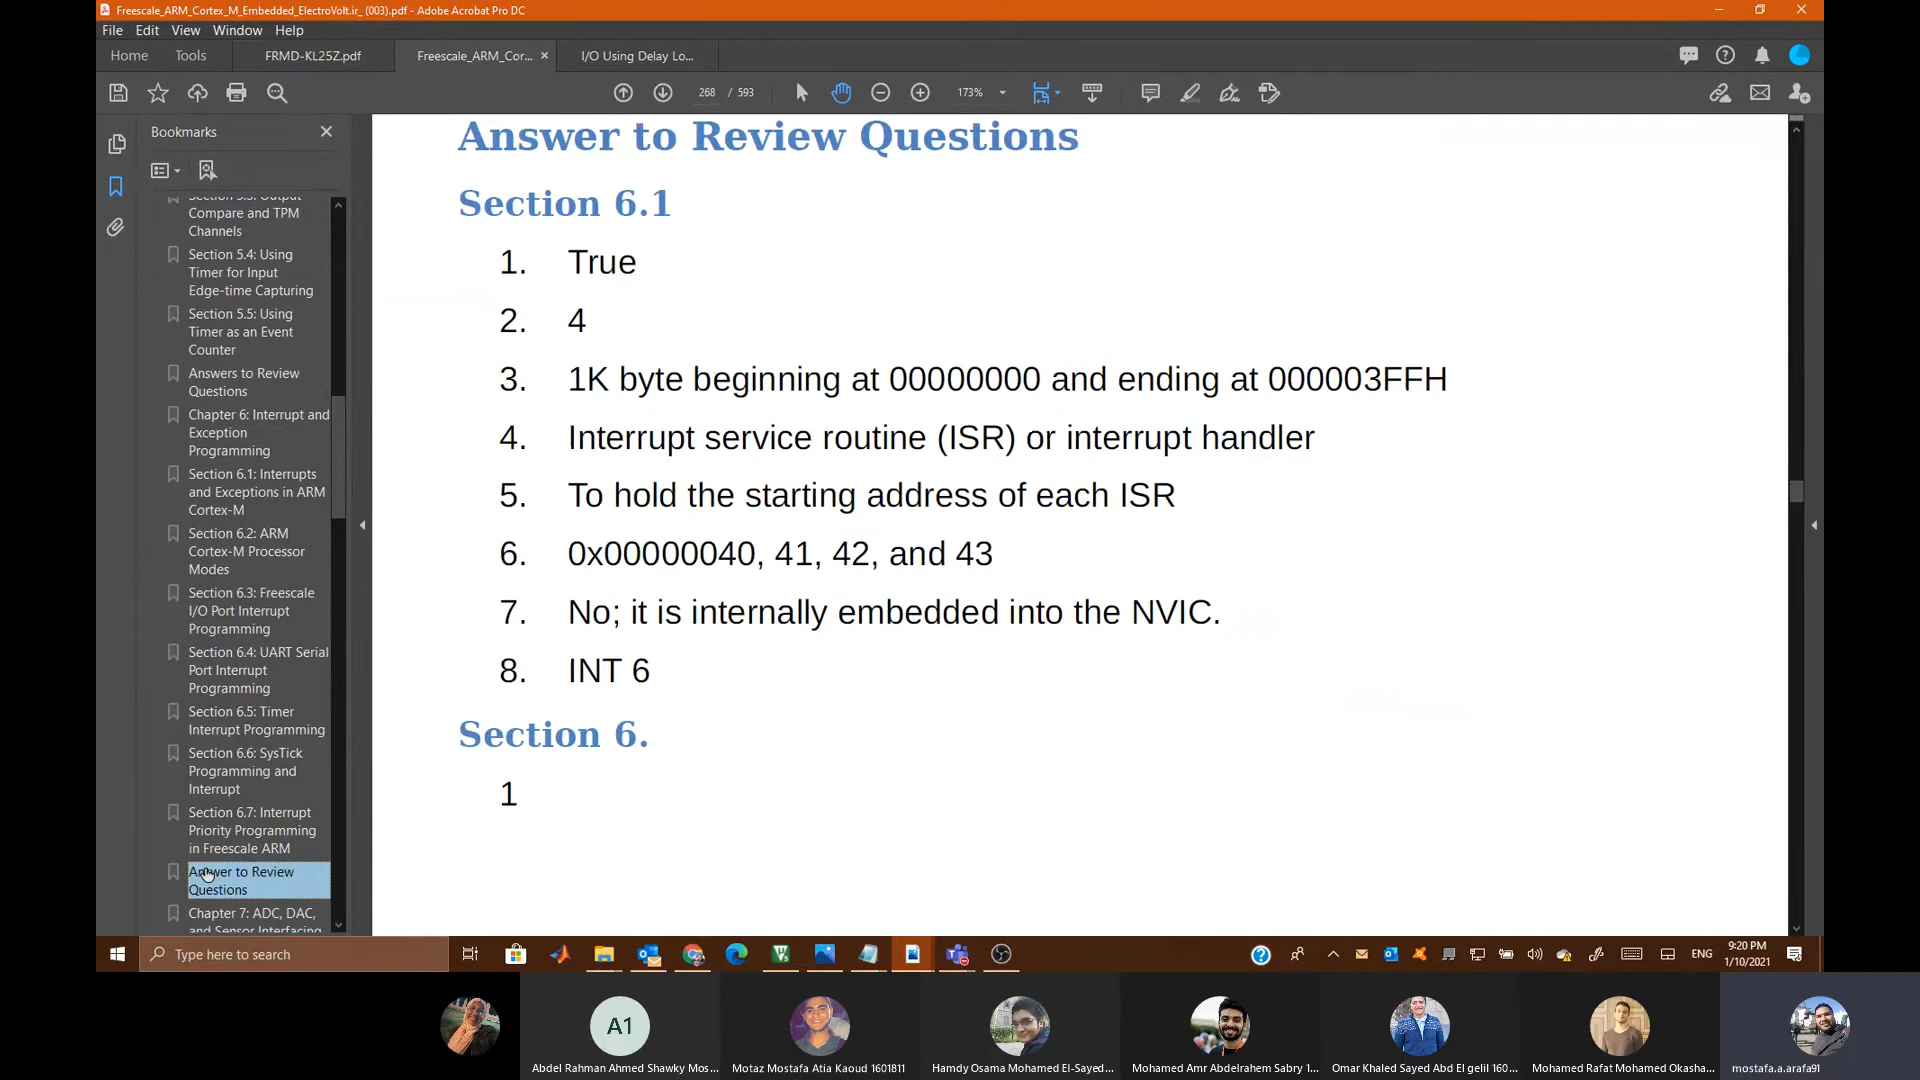 Freescale_ARM_Cortex_M_Embedded_ElectroVolt.ir_ (003).pdf - Adobe Acrobat Pro DC
File Edit View Window Help
Home Tools FRMD-KL25Z.pdf Freescale_ARM_Cor... × I/O Using Delay Lo...
268 / 593 173%
Bookmarks
Section 5.3: Output
Compare and TPM
Channels
Section 5.4: Using
Timer for Input
Edge-time Capturing
Section 5.5: Using
Timer as an Event
Counter
Answers to Review
Questions
Chapter 6: Interrupt and
Exception
Programming
Section 6.1: Interrupts
and Exceptions in ARM
Cortex-M
Section 6.2: ARM
Cortex-M Processor
Modes
Section 6.3: Freescale
I/O Port Interrupt
Programming
Section 6.4: UART Serial
Port Interrupt
Programming
Section 6.5: Timer
Interrupt Programming
Section 6.6: SysTick
Programming and
Interrupt
Section 6.7: Interrupt
Priority Programming
in Freescale ARM
Answer to Review
Questions
Chapter 7: ADC, DAC,
and Sensor Interfacing
Answer to Review Questions
Section 6.1
1. True
2. 4
3. 1K byte beginning at 00000000 and ending at 000003FFH
4. Interrupt service routine (ISR) or interrupt handler
5. To hold the starting address of each ISR
6. 0x00000040, 41, 42, and 43
7. No; it is internally embedded into the NVIC.
8. INT 6
Section 6.
1
Type here to search
ENG
9:20 PM
1/10/2021
A1
Abdel Rahman Ahmed Shawky Mos...
Motaz Mostafa Atia Kaoud 1601811
Hamdy Osama Mohamed El-Sayed...
Mohamed Amr Abdelrahem Sabry 1...
Omar Khaled Sayed Abd El gelil 160...
Mohamed Rafat Mohamed Okasha...
mostafa.a.arafa91